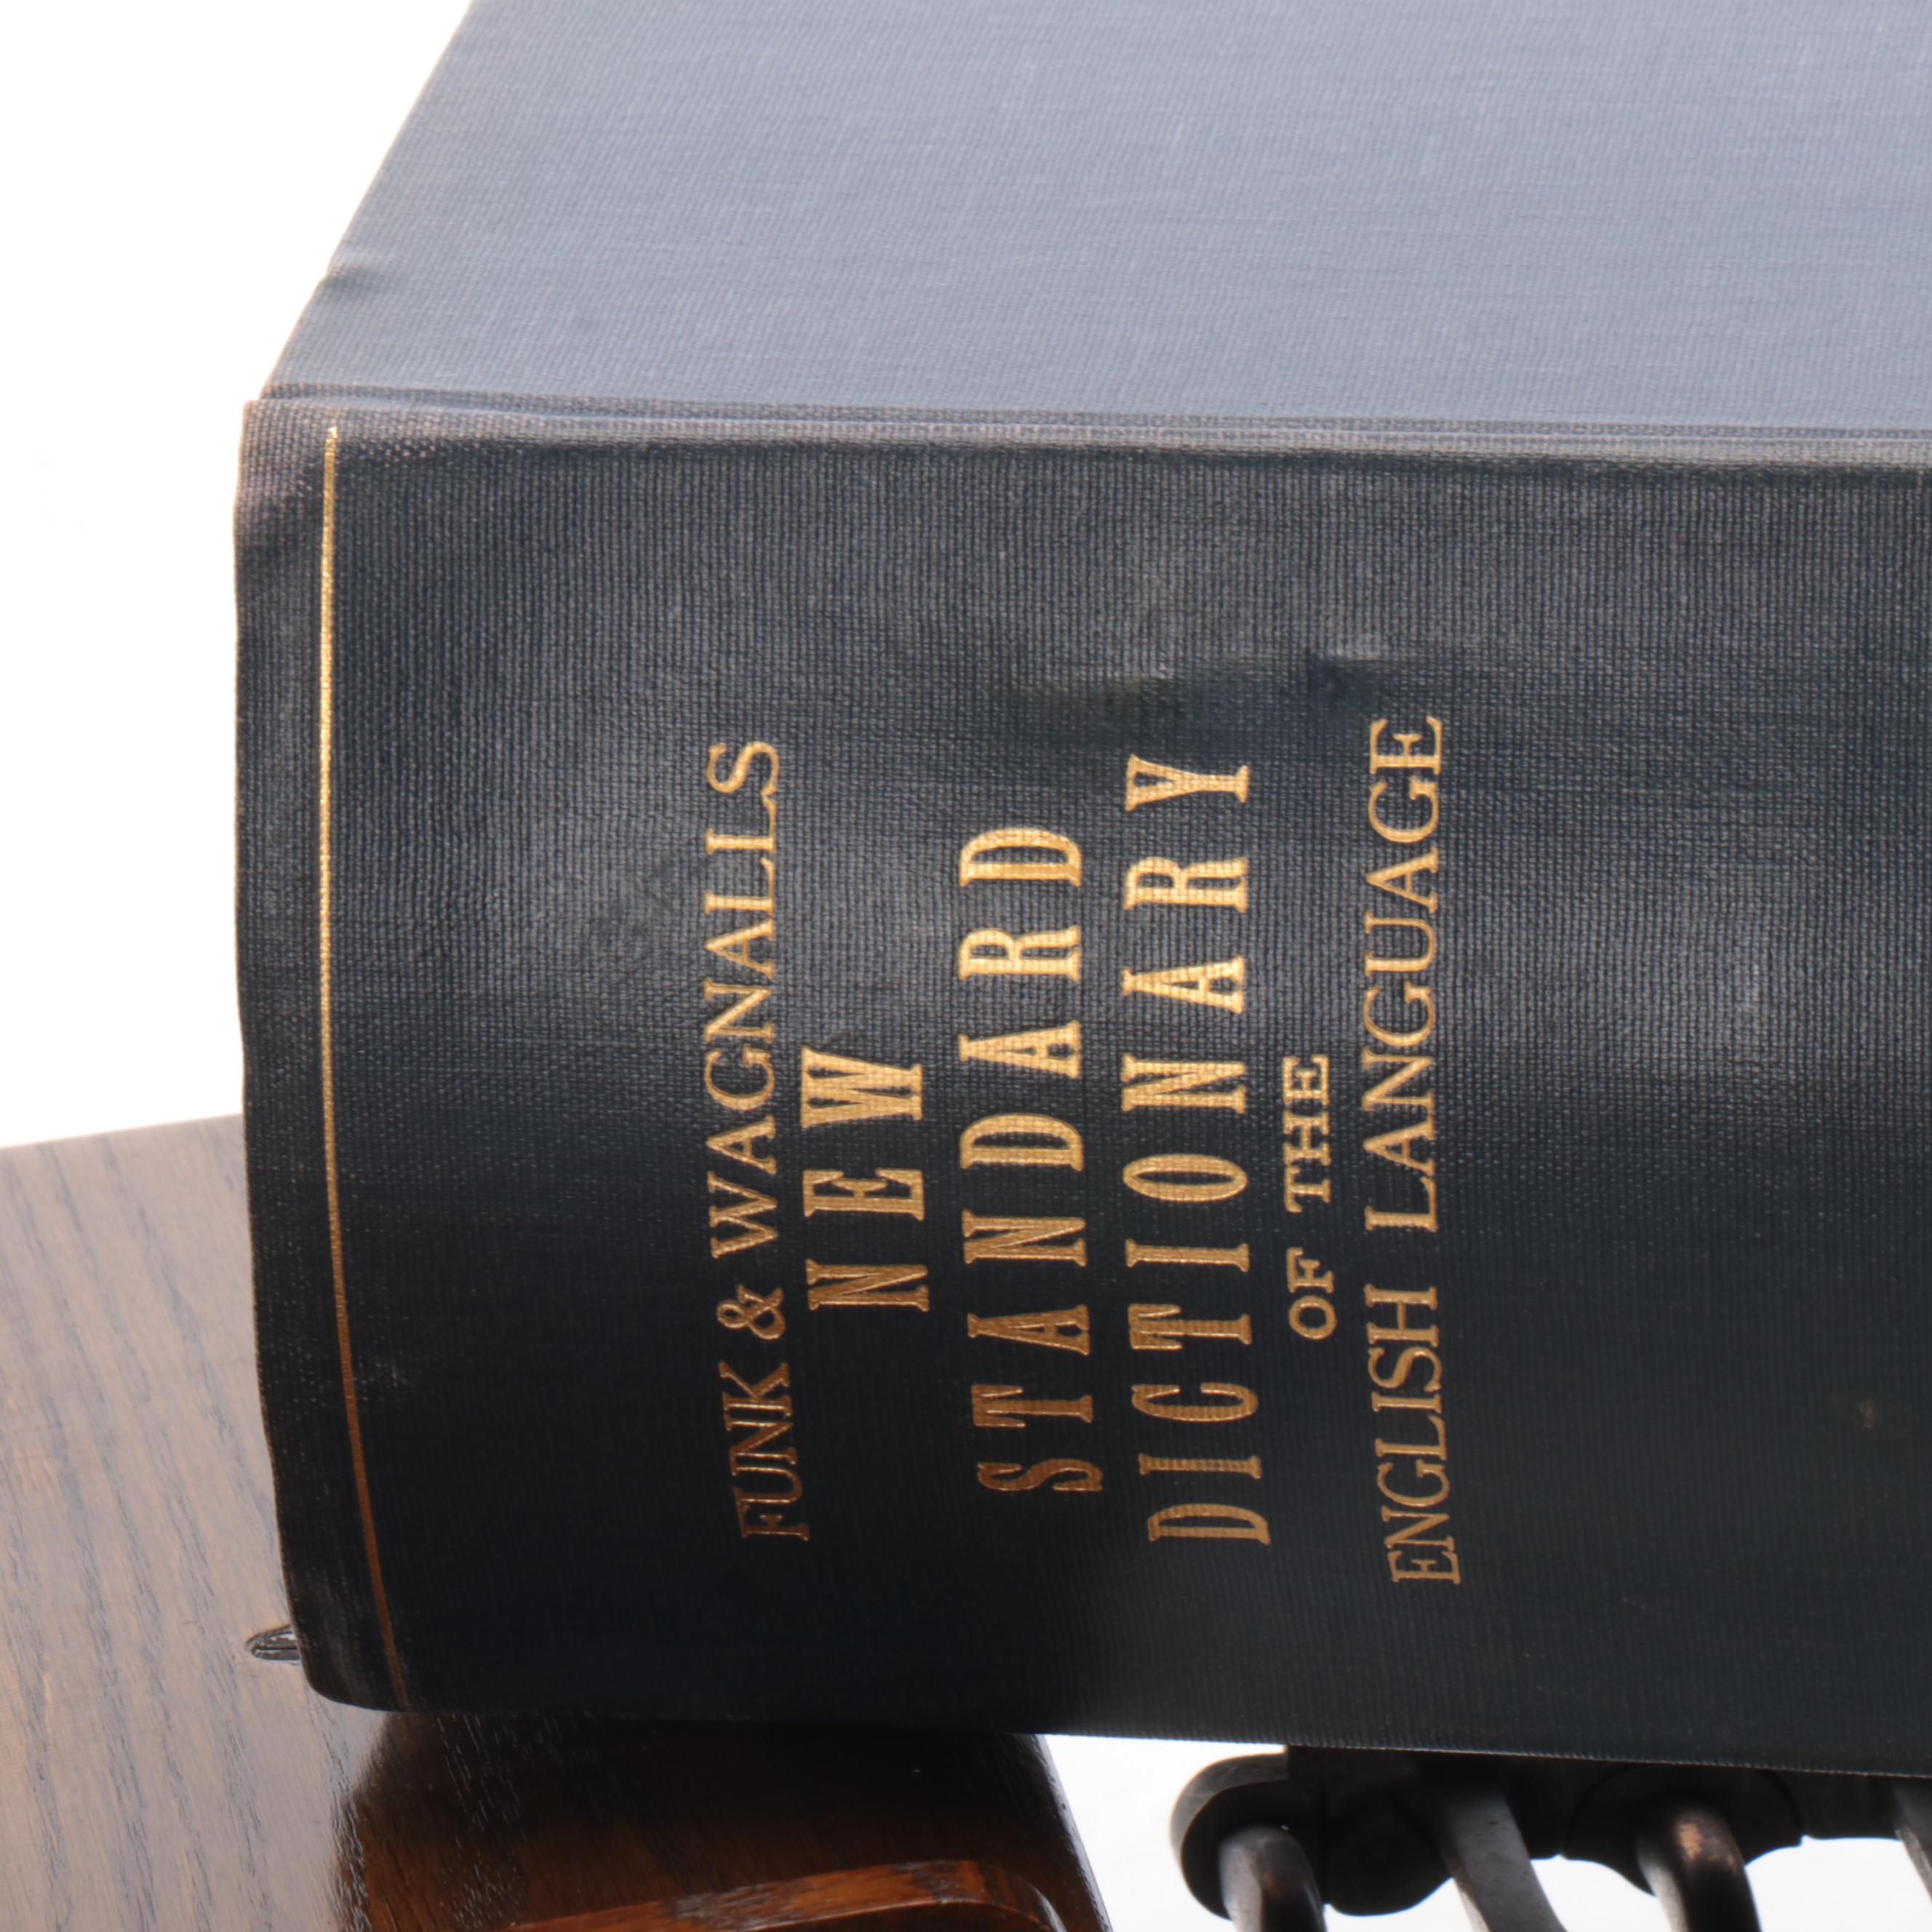 FUNK & WAGNALLS
NEW
STANDARD
DICTIONARY
OF THE
ENGLISH LANGUAGE